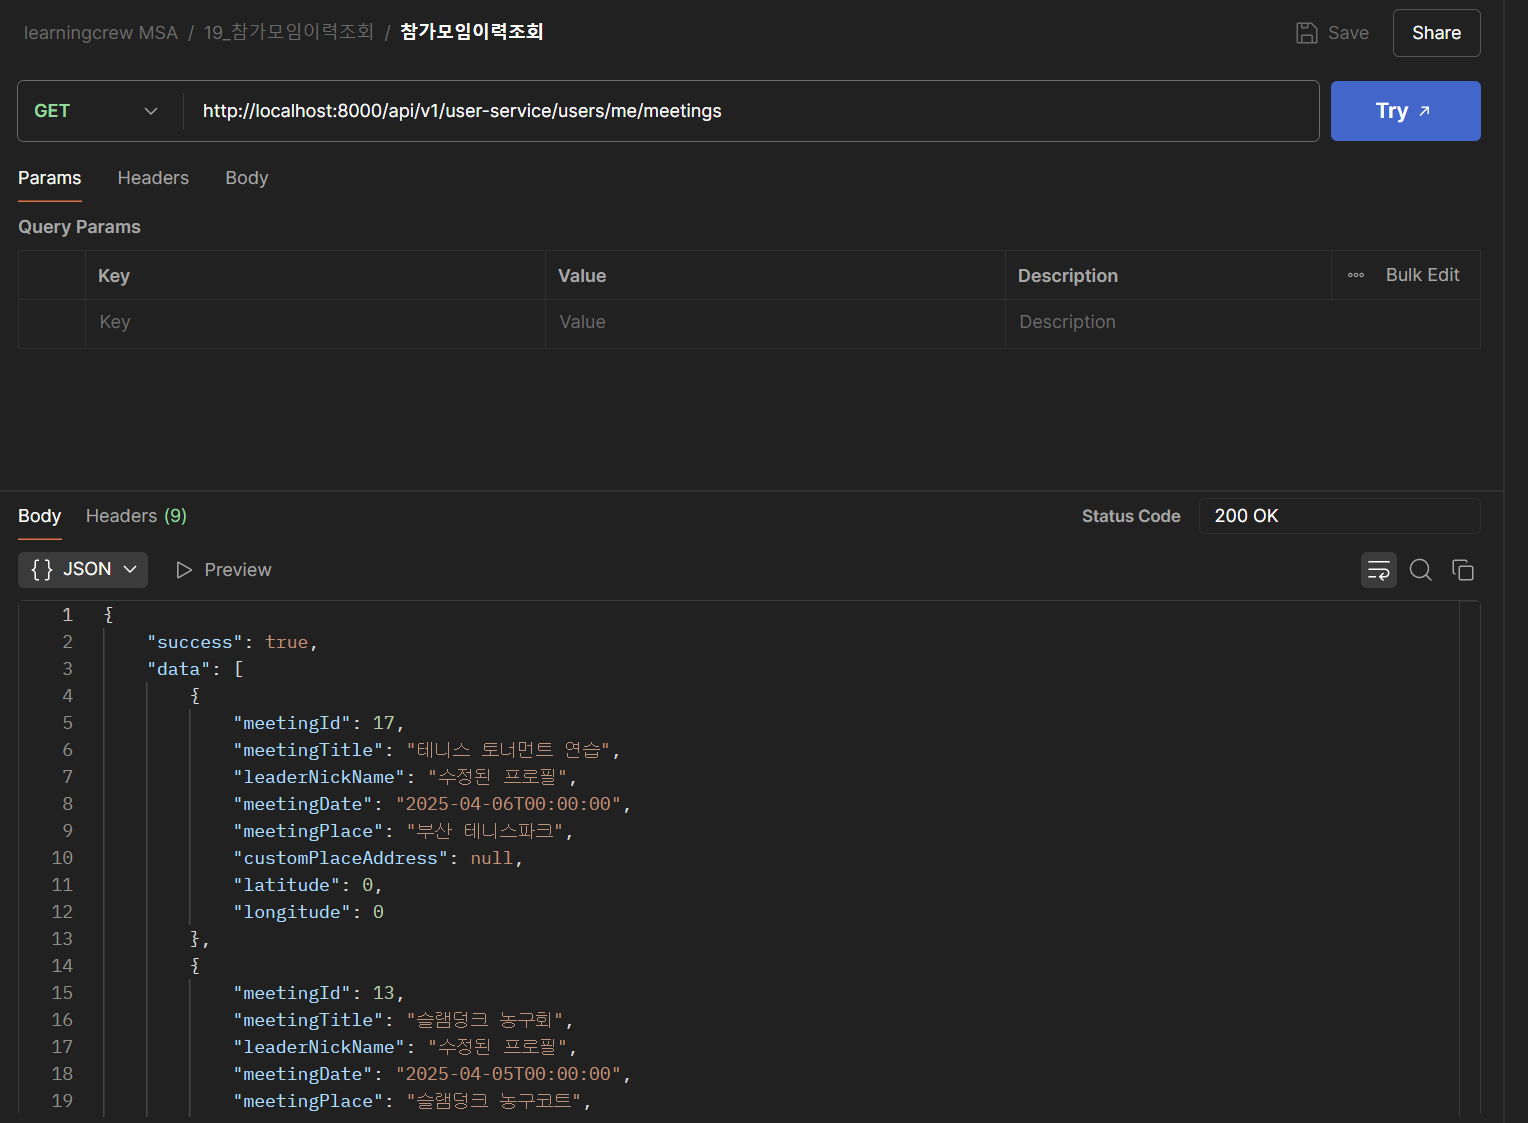 learningcrew MSA / 19_참가모임이력조회 / 참가모임이력조회 Save Share
GET http://localhost:8000/api/v1/user-service/users/me/meetings Try
Params Headers Body
Query Params
Key Value Description Bulk Edit
Key Value Description
Body Headers (9) Status Code 200 OK
{} JSON Preview
1 {
2 "success": true,
3 "data": [
4 {
5 "meetingId": 17,
6 "meetingTitle": "테니스 토너먼트 연습",
7 "leaderNickName": "수정된 프로필",
8 "meetingDate": "2025-04-06T00:00:00",
9 "meetingPlace": "부산 테니스파크",
10 "customPlaceAddress": null,
11 "latitude": 0,
12 "longitude": 0
13 },
14 {
15 "meetingId": 13,
16 "meetingTitle": "슬램덩크 농구회",
17 "leaderNickName": "수정된 프로필",
18 "meetingDate": "2025-04-05T00:00:00",
19 "meetingPlace": "슬램덩크 농구코트",